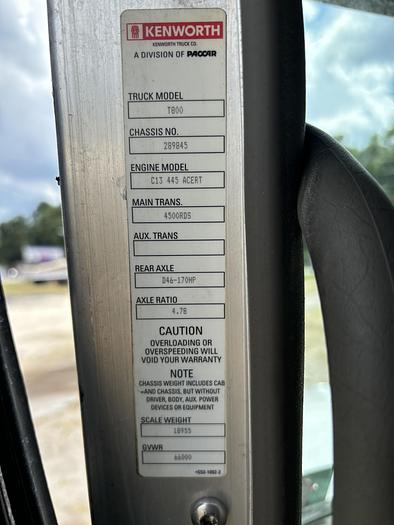 KENWORTH
KENWORTH TRUCK CO.
A DIVISION OF PACCAR
TRUCK MODEL
T800
CHASSIS NO.
289845
ENGINE MODEL
C13 445 ACERT
MAIN TRANS.
4500RDS
AUX. TRANS
REAR AXLE
D46-170HP
AXLE RATIO
4.78
CAUTION
OVERLOADING OR
OVERSPEEDING WILL
VOID YOUR WARRANTY
NOTE
CHASSIS WEIGHT INCLUDES CAB
AND CHASSIS, BUT WITHOUT
DRIVER, BODY, AUX. POWER
DEVICES OR EQUIPMENT
SCALE WEIGHT
18955
GVWR
66000